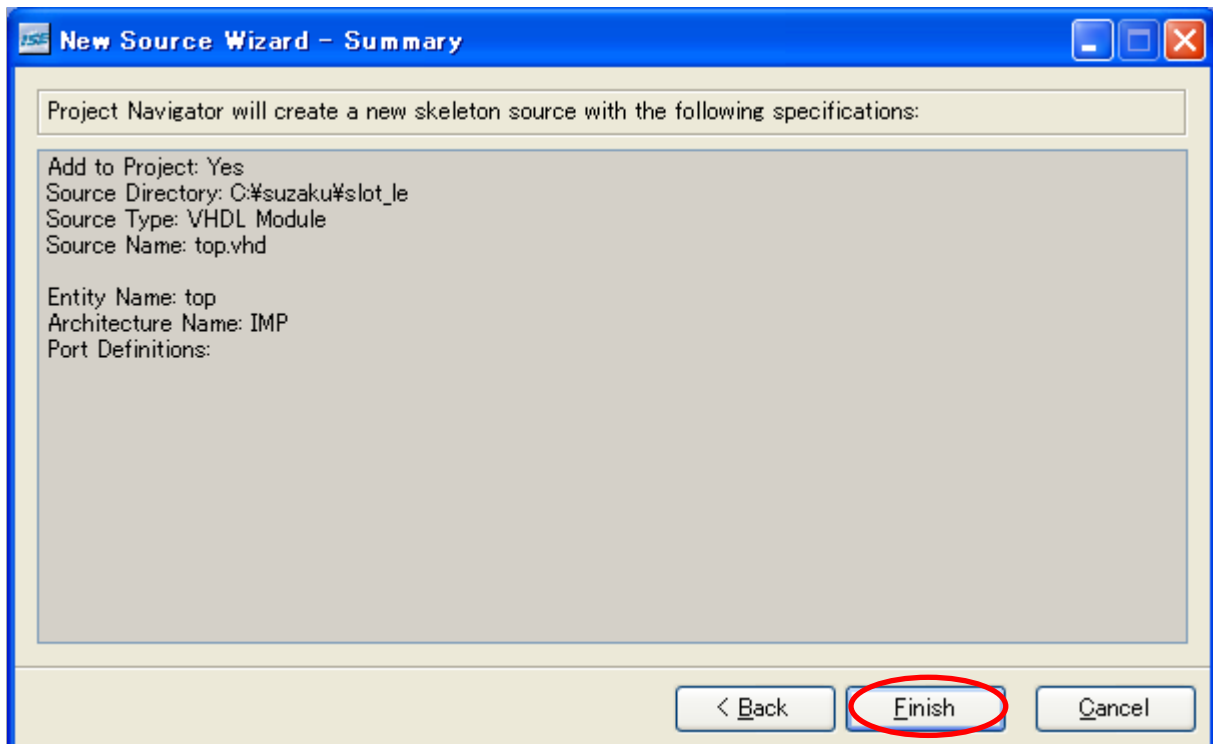 ISE New Source Wizard - Summary
Project Navigator will create a new skeleton source with the following specifications:
Add to Project: Yes
Source Directory: C:¥suzaku¥slot_le
Source Type: VHDL Module
Source Name: top.vhd
Entity Name: top
Architecture Name: IMP
Port Definitions:
< Back Finish Cancel